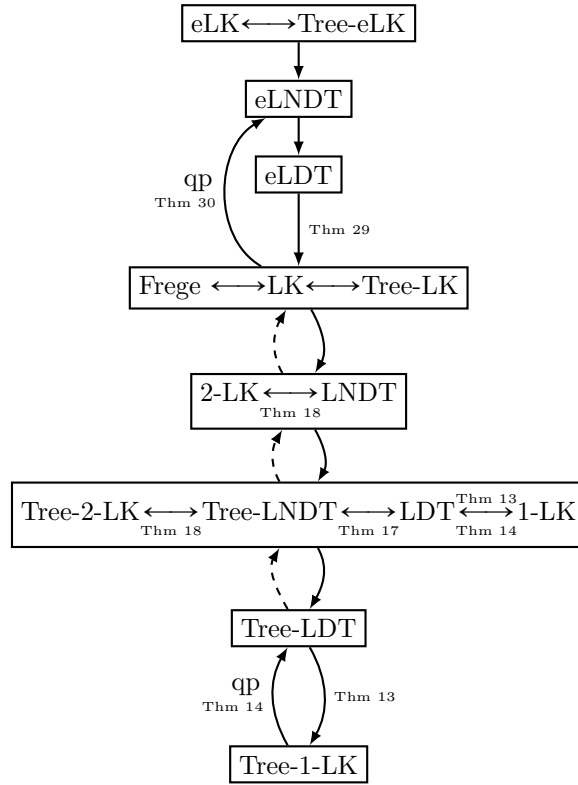 eLK ⟷ Tree-eLK
eLNDT
qp
Thm 30
eLDT
Thm 29
Frege ⟷ LK ⟷ Tree-LK
2-LK ⟷ LNDT
Thm 18
Thm 13
Tree-2-LK ⟷ Tree-LNDT ⟷ LDT ⟷ 1-LK
Thm 18 Thm 17 Thm 14
Tree-LDT
qp
Thm 14
Thm 13
Tree-1-LK